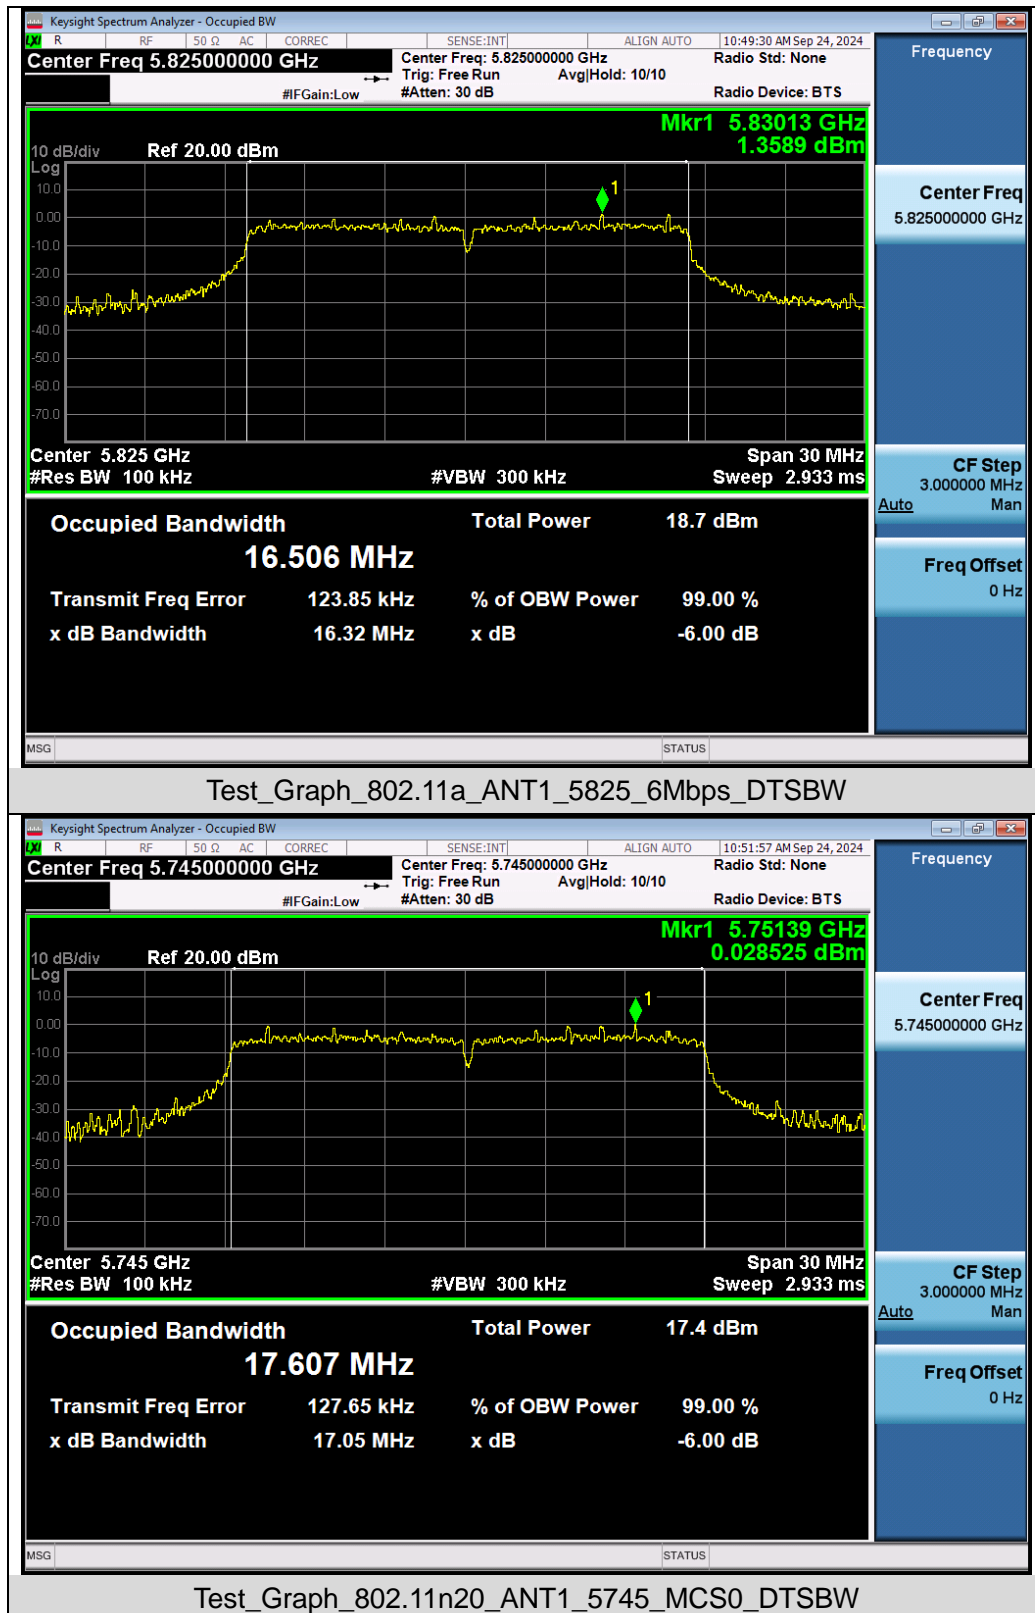 Keysight Spectrum Analyzer - Occupied BW
LXI R RF 50 Ω AC CORREC SENSE:INT ALIGN AUTO 10:49:30 AM Sep 24, 2024
Center Freq 5.825000000 GHz Center Freq: 5.825000000 GHz Radio Std: None
Trig: Free Run Avg|Hold: 10/10
#IFGain:Low #Atten: 30 dB Radio Device: BTS
Frequency
Mkr1 5.83013 GHz
1.3589 dBm
10 dB/div Ref 20.00 dBm
Log
10.0
0.00
-10.0
-20.0
-30.0
-40.0
-50.0
-60.0
-70.0
1
Center 5.825 GHz Span 30 MHz
#Res BW 100 kHz #VBW 300 kHz Sweep 2.933 ms
Center Freq
5.825000000 GHz
CF Step
3.000000 MHz
Auto Man
Freq Offset
0 Hz
Occupied Bandwidth Total Power 18.7 dBm
16.506 MHz
Transmit Freq Error 123.85 kHz % of OBW Power 99.00 %
x dB Bandwidth 16.32 MHz x dB -6.00 dB
MSG STATUS
Test_Graph_802.11a_ANT1_5825_6Mbps_DTSBW
Keysight Spectrum Analyzer - Occupied BW
LXI R RF 50 Ω AC CORREC SENSE:INT ALIGN AUTO 10:51:57 AM Sep 24, 2024
Center Freq 5.745000000 GHz Center Freq: 5.745000000 GHz Radio Std: None
Trig: Free Run Avg|Hold: 10/10
#IFGain:Low #Atten: 30 dB Radio Device: BTS
Frequency
Mkr1 5.75139 GHz
0.028525 dBm
10 dB/div Ref 20.00 dBm
Log
10.0
0.00
-10.0
-20.0
-30.0
-40.0
-50.0
-60.0
-70.0
1
Center 5.745 GHz Span 30 MHz
#Res BW 100 kHz #VBW 300 kHz Sweep 2.933 ms
Center Freq
5.745000000 GHz
CF Step
3.000000 MHz
Auto Man
Freq Offset
0 Hz
Occupied Bandwidth Total Power 17.4 dBm
17.607 MHz
Transmit Freq Error 127.65 kHz % of OBW Power 99.00 %
x dB Bandwidth 17.05 MHz x dB -6.00 dB
MSG STATUS
Test_Graph_802.11n20_ANT1_5745_MCS0_DTSBW